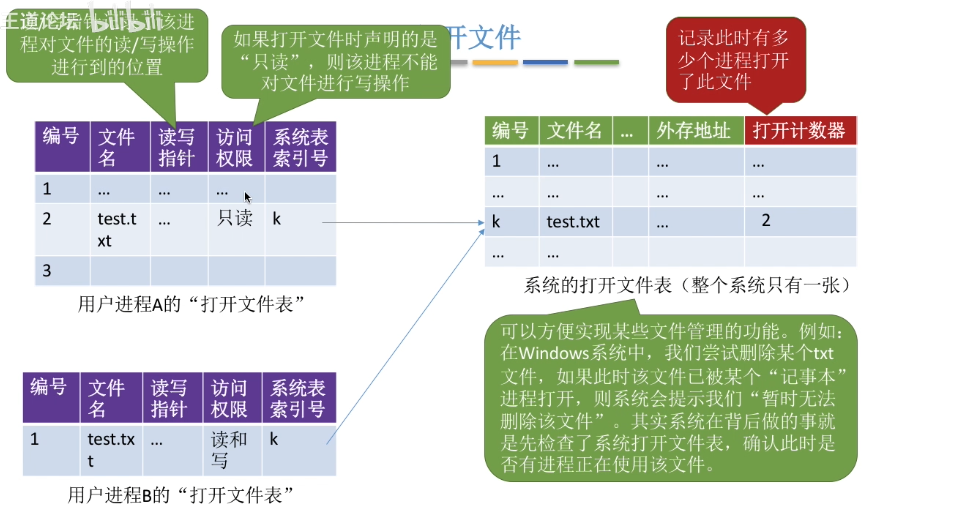 王道论坛 bilibili
该进
程对文件的读/写操作
进行到的位置
如果打开文件时声明的是
“只读”,则该进程不能
对文件进行写操作
开文件
记录此时有多
少个进程打开
了此文件
编号 文件名 读写指针 访问权限 系统表索引号
1 ... ... ...
2 test.txt ... 只读 k
3
用户进程A的“打开文件表”
编号 文件名 ... 外存地址 打开计数器
1 ... ... ...
... ... ... ...
k test.txt ... 2
... ...
系统的打开文件表(整个系统只有一张)
编号 文件名 读写指针 访问权限 系统表索引号
1 test.txt ... 读和写 k
用户进程B的“打开文件表”
可以方便实现某些文件管理的功能。例如:
在Windows系统中,我们尝试删除某个txt
文件,如果此时该文件已被某个“记事本”
进程打开,则系统会提示我们“暂时无法
删除该文件”。其实系统在背后做的事就
是先检查了系统打开文件表,确认此时是
否有进程正在使用该文件。